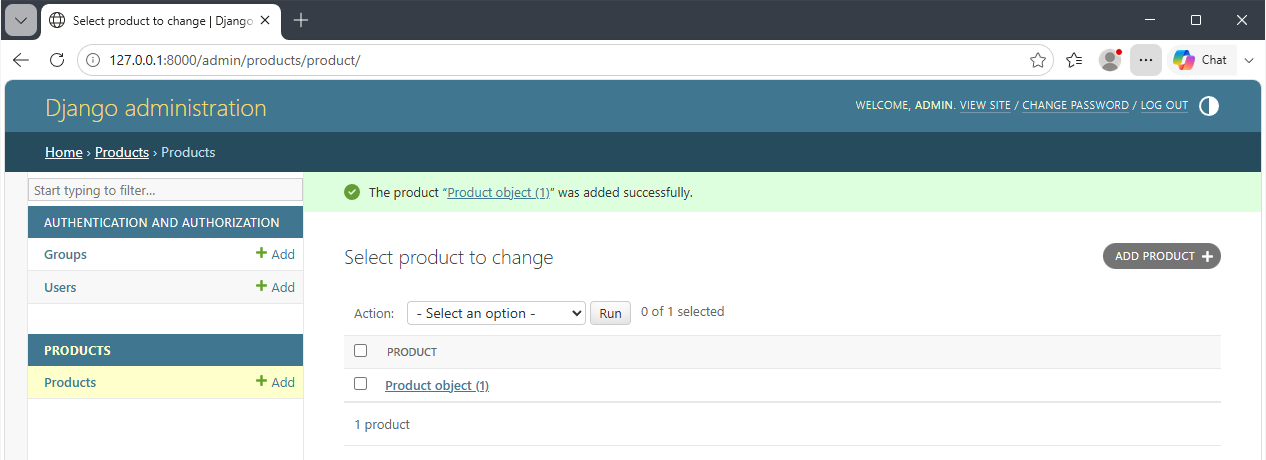 Select product to change | Django
127.0.0.1:8000/admin/products/product/
Chat
Django administration
WELCOME, ADMIN. VIEW SITE / CHANGE PASSWORD / LOG OUT
Home › Products › Products
Start typing to filter...
The product “Product object (1)” was added successfully.
AUTHENTICATION AND AUTHORIZATION
Groups + Add
Users + Add
PRODUCTS
Products + Add
Select product to change
ADD PRODUCT +
Action: - Select an option - Run 0 of 1 selected
PRODUCT
Product object (1)
1 product